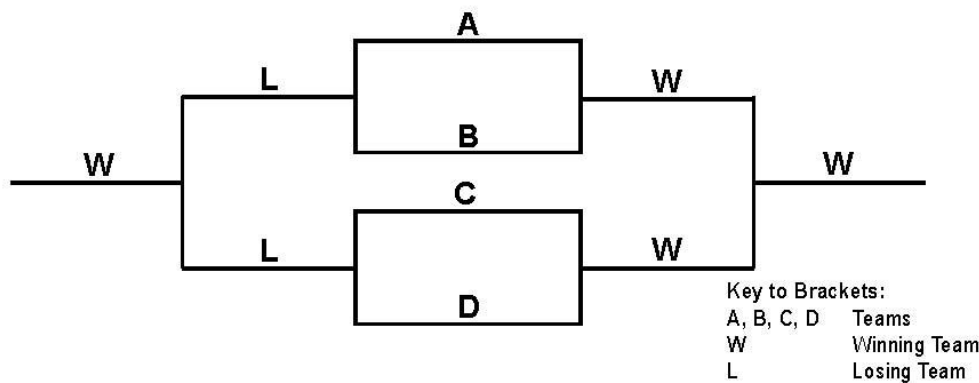 A
L
W
B
W
W
C
L
W
D
Key to Brackets:
A, B, C, D Teams
W Winning Team
L Losing Team